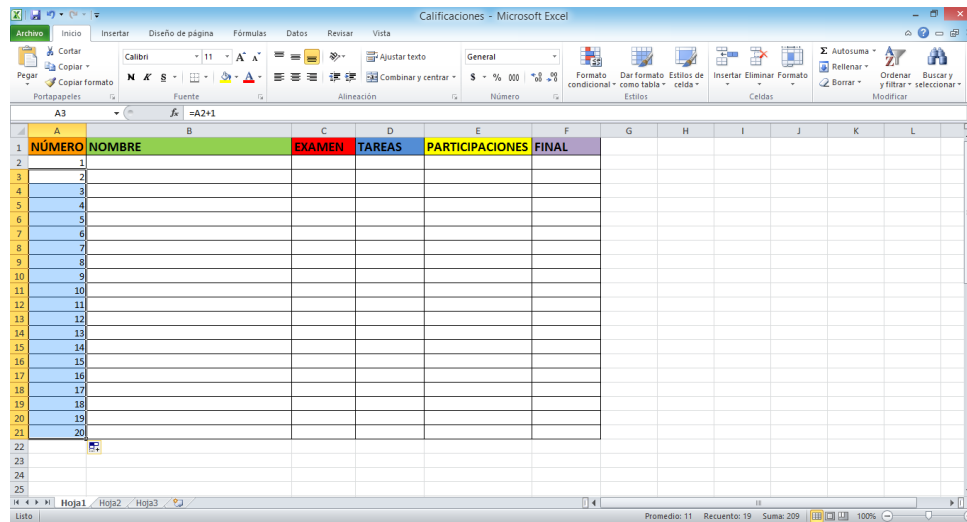 Calificaciones - Microsoft Excel
Archivo Inicio Insertar Diseño de página Fórmulas Datos Revisar Vista
Pegar
Cortar
Copiar
Copiar formato
Portapapeles
Calibri 11
N K S
Fuente
Ajustar texto
Combinar y centrar
Alineación
General
$ % 000
Número
Formato condicional
Dar formato como tabla
Estilos de celda
Estilos
Insertar Eliminar Formato
Celdas
Σ Autosuma
Rellenar
Borrar
Ordenar y filtrar
Buscar y seleccionar
Modificar
A3 fx =A2+1
A B C D E F G H I J K L
1 NÚMERO NOMBRE EXAMEN TAREAS PARTICIPACIONES FINAL
2 1
3 2
4 3
5 4
6 5
7 6
8 7
9 8
10 9
11 10
12 11
13 12
14 13
15 14
16 15
17 16
18 17
19 18
20 19
21 20
22
23
24
25
Hoja1 Hoja2 Hoja3
Listo Promedio: 11 Recuento: 19 Suma: 209 100%